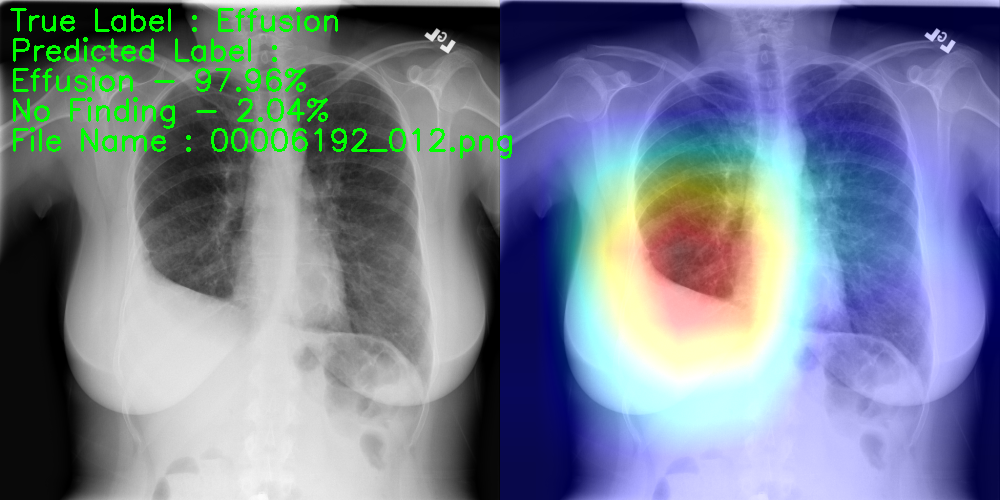 True Label : Effusion
Predicted Label :
Effusion - 97.96%
No Finding - 2.04%
File Name : 00006192_012.png